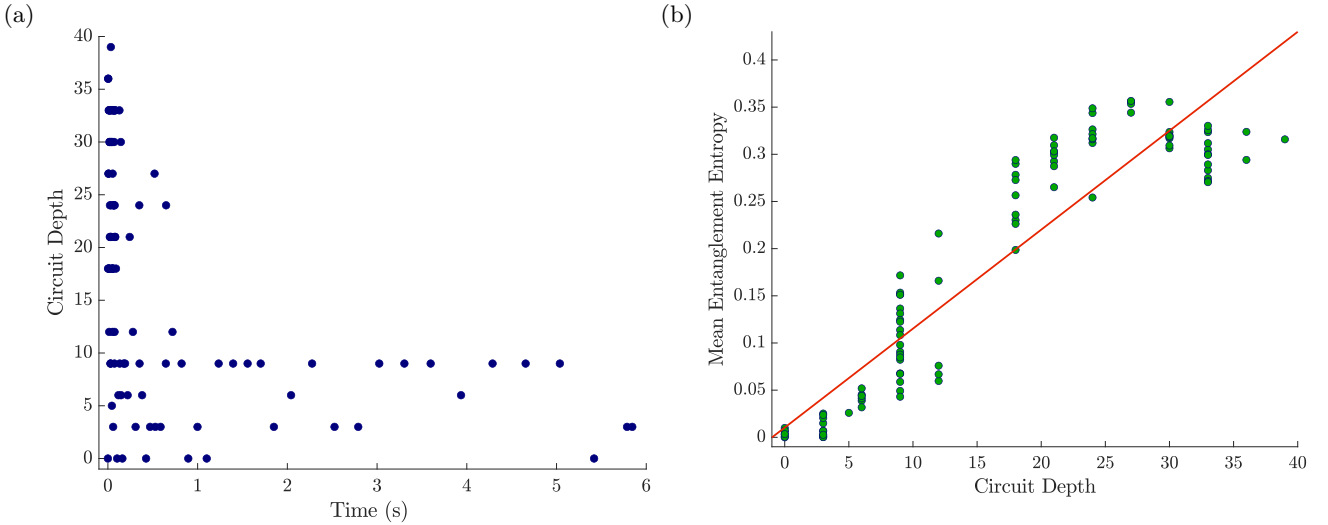 (a)
40
35
30
25
20
15
10
5
0
Circuit Depth
0 1 2 3 4 5 6
Time (s)
(b)
0.4
0.35
0.3
0.25
0.2
0.15
0.1
0.05
0
Mean Entanglement Entropy
0 5 10 15 20 25 30 35 40
Circuit Depth